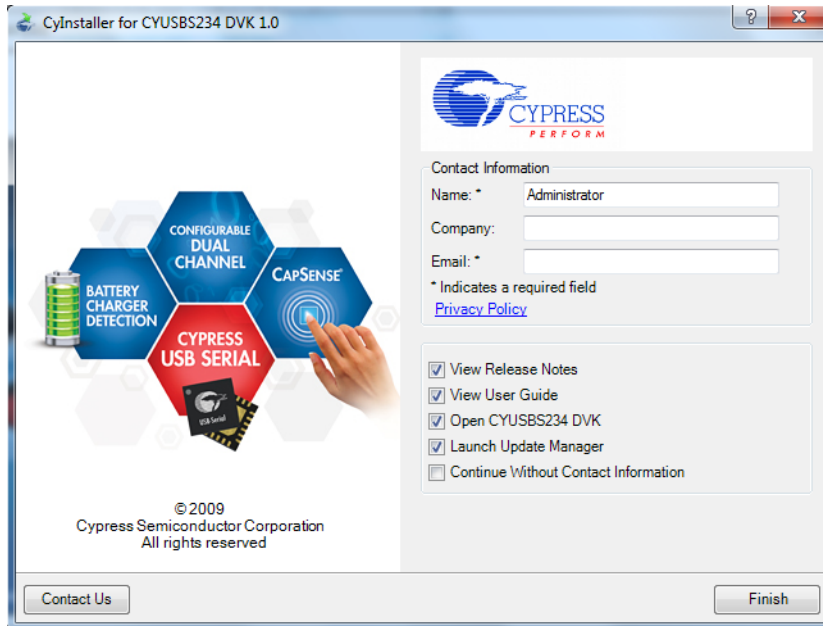 CyInstaller for CYUSBS234 DVK 1.0
CYPRESS
PERFORM
Contact Information
Name: *
Administrator
Company:
Email: *
* Indicates a required field
Privacy Policy
CONFIGURABLE
DUAL
CHANNEL
CAPSENSE®
BATTERY
CHARGER
DETECTION
CYPRESS
USB SERIAL
USB-Serial
View Release Notes
View User Guide
Open CYUSBS234 DVK
Launch Update Manager
Continue Without Contact Information
© 2009
Cypress Semiconductor Corporation
All rights reserved
Contact Us
Finish